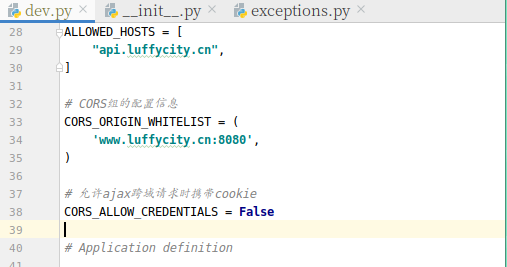 dev.py × __init__.py × exceptions.py ×
28 ALLOWED_HOSTS = [
29 "api.luffycity.cn",
30 ]
31
32 # CORS组的配置信息
33 CORS_ORIGIN_WHITELIST = (
34 'www.luffycity.cn:8080',
35 )
36
37 # 允许ajax跨域请求时携带cookie
38 CORS_ALLOW_CREDENTIALS = False
39
40 # Application definition
41